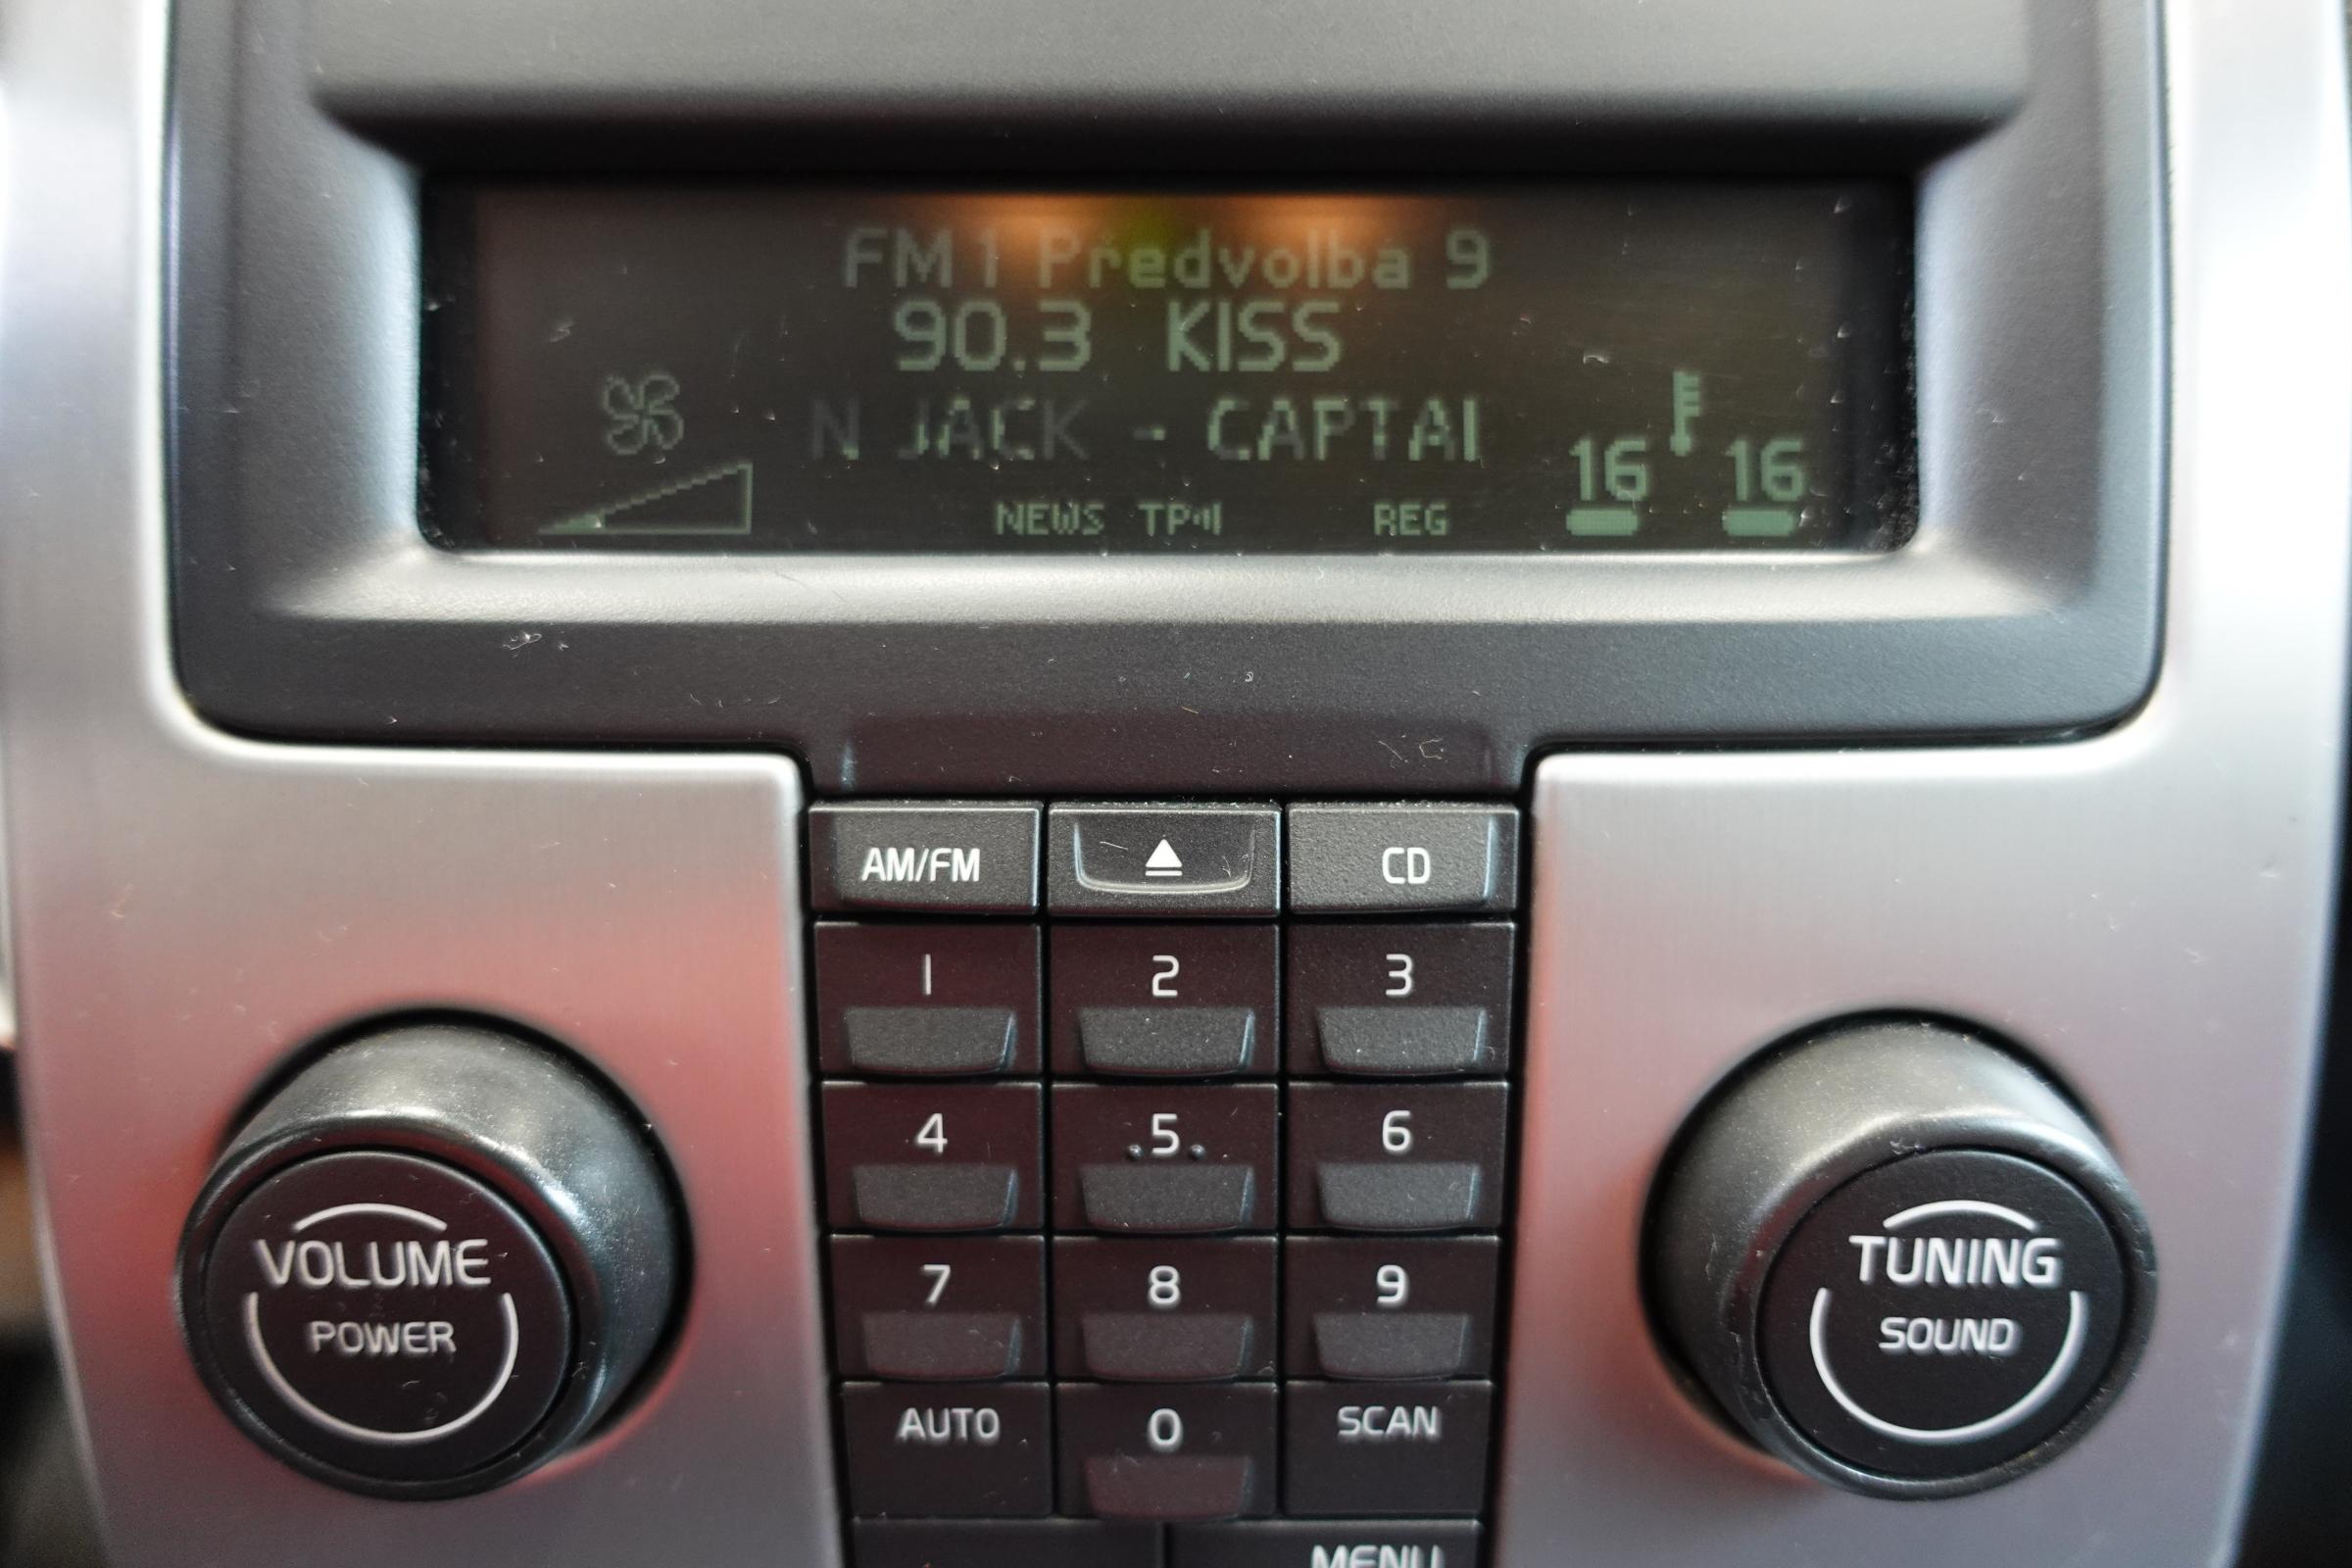 FM1 Předvolba 9
90.3 KISS
N JACK - CAPTAI
16 16
NEWS TP REG
AM/FM CD
1 2 3
4 5 6
7 8 9
AUTO 0 SCAN
MENU
VOLUME
POWER
TUNING
SOUND